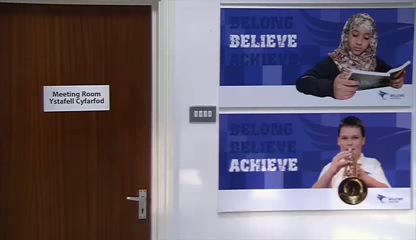 Meeting Room
Ystafell Cyfarfod
BELONG
BELIEVE
ACHIEVE
BELONG
BELIEVE
ACHIEVE